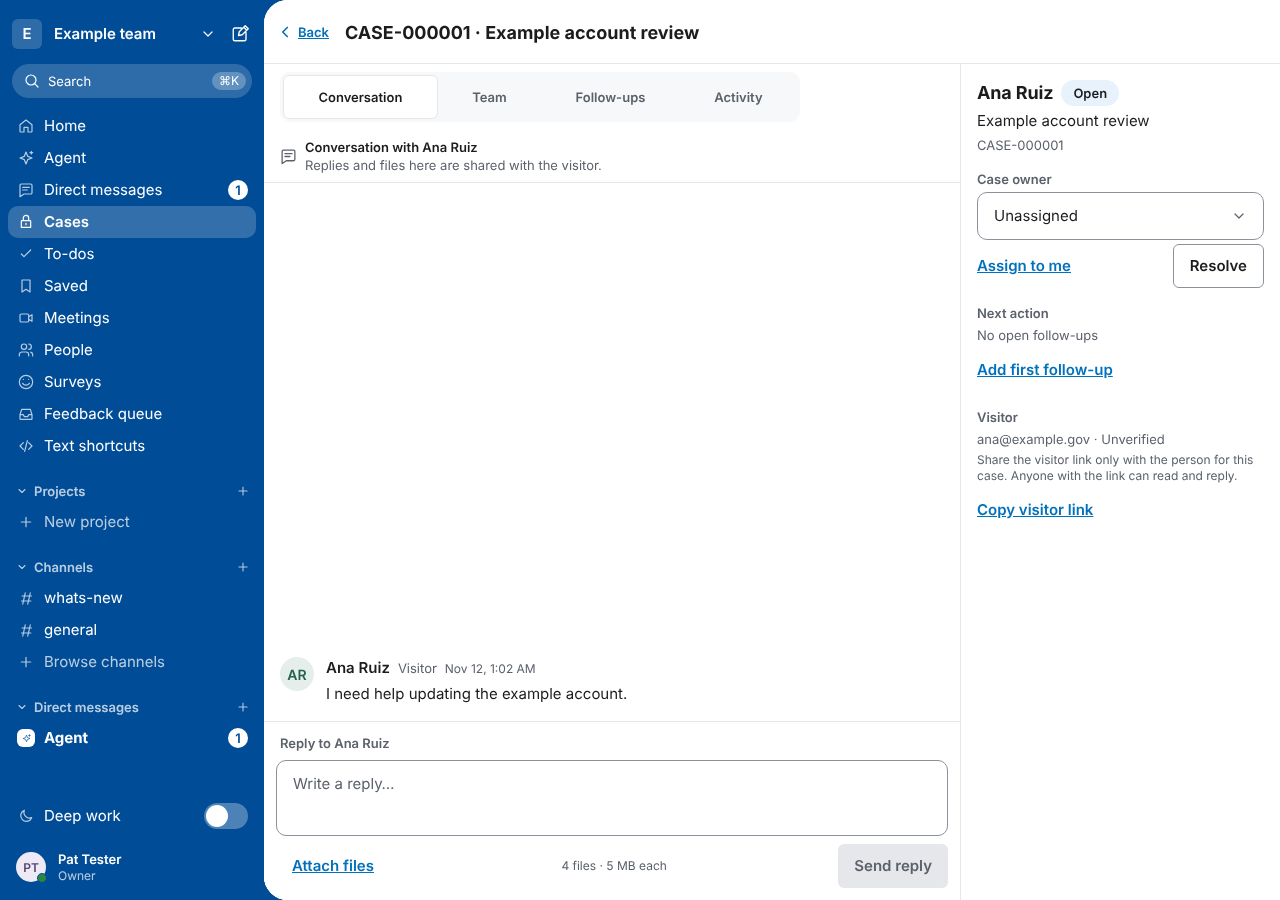 E
Example team
Search
⌘K
Home
Agent
Direct messages
1
Cases
To-dos
Saved
Meetings
People
Surveys
Feedback queue
Text shortcuts
Projects
New project
Channels
whats-new
general
Browse channels
Direct messages
Agent
1
Deep work
PT
Pat Tester
Owner
Back
CASE-000001 · Example account review
Conversation
Team
Follow-ups
Activity
Conversation with Ana Ruiz
Replies and files here are shared with the visitor.
AR
Ana Ruiz Visitor Nov 12, 1:02 AM
I need help updating the example account.
Reply to Ana Ruiz
Write a reply...
Attach files
4 files · 5 MB each
Send reply
Ana Ruiz
Open
Example account review
CASE-000001
Case owner
Unassigned
Assign to me
Resolve
Next action
No open follow-ups
Add first follow-up
Visitor
ana@example.gov · Unverified
Share the visitor link only with the person for this
case. Anyone with the link can read and reply.
Copy visitor link